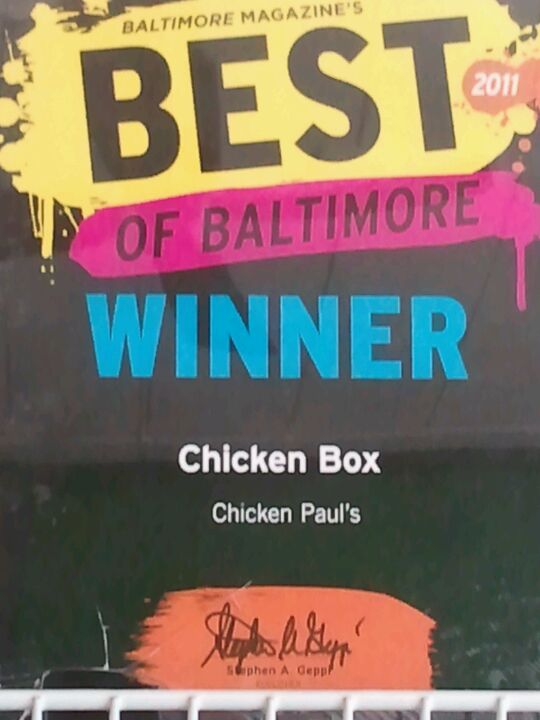 BALTIMORE MAGAZINE'S
BEST
2011
OF BALTIMORE
WINNER
Chicken Box
Chicken Paul's
Stephen A. Geppi